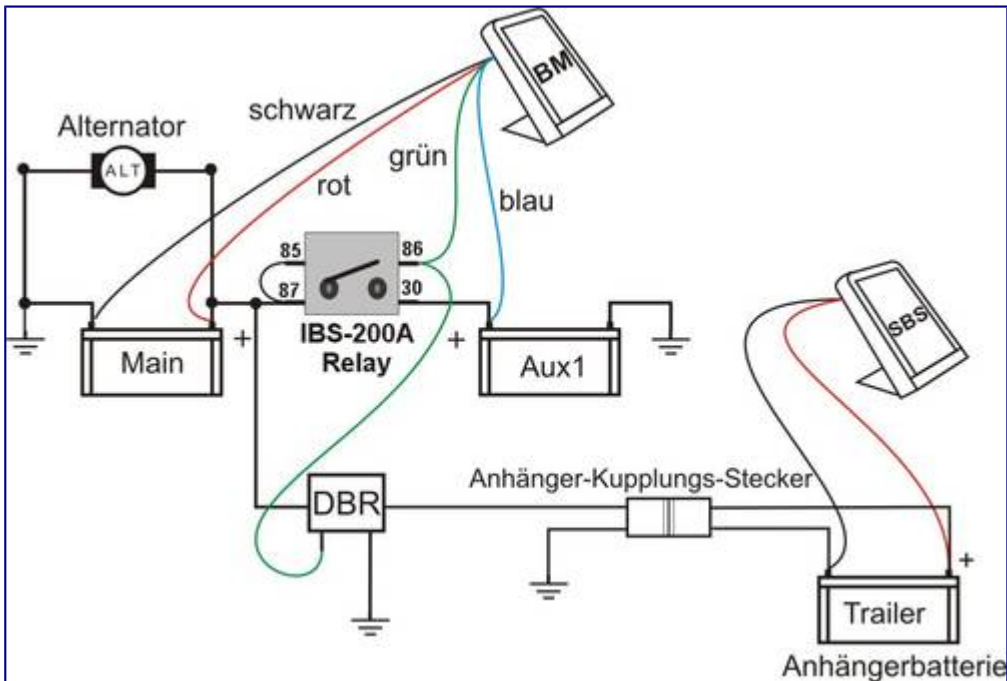 BM
schwarz
Alternator
ALT
grün
rot
blau
85
86
87
30
IBS-200A
Relay
+
+
Main
Aux1
SBS
DBR
Anhänger-Kupplungs-Stecker
+
Trailer
Anhängerbatterie